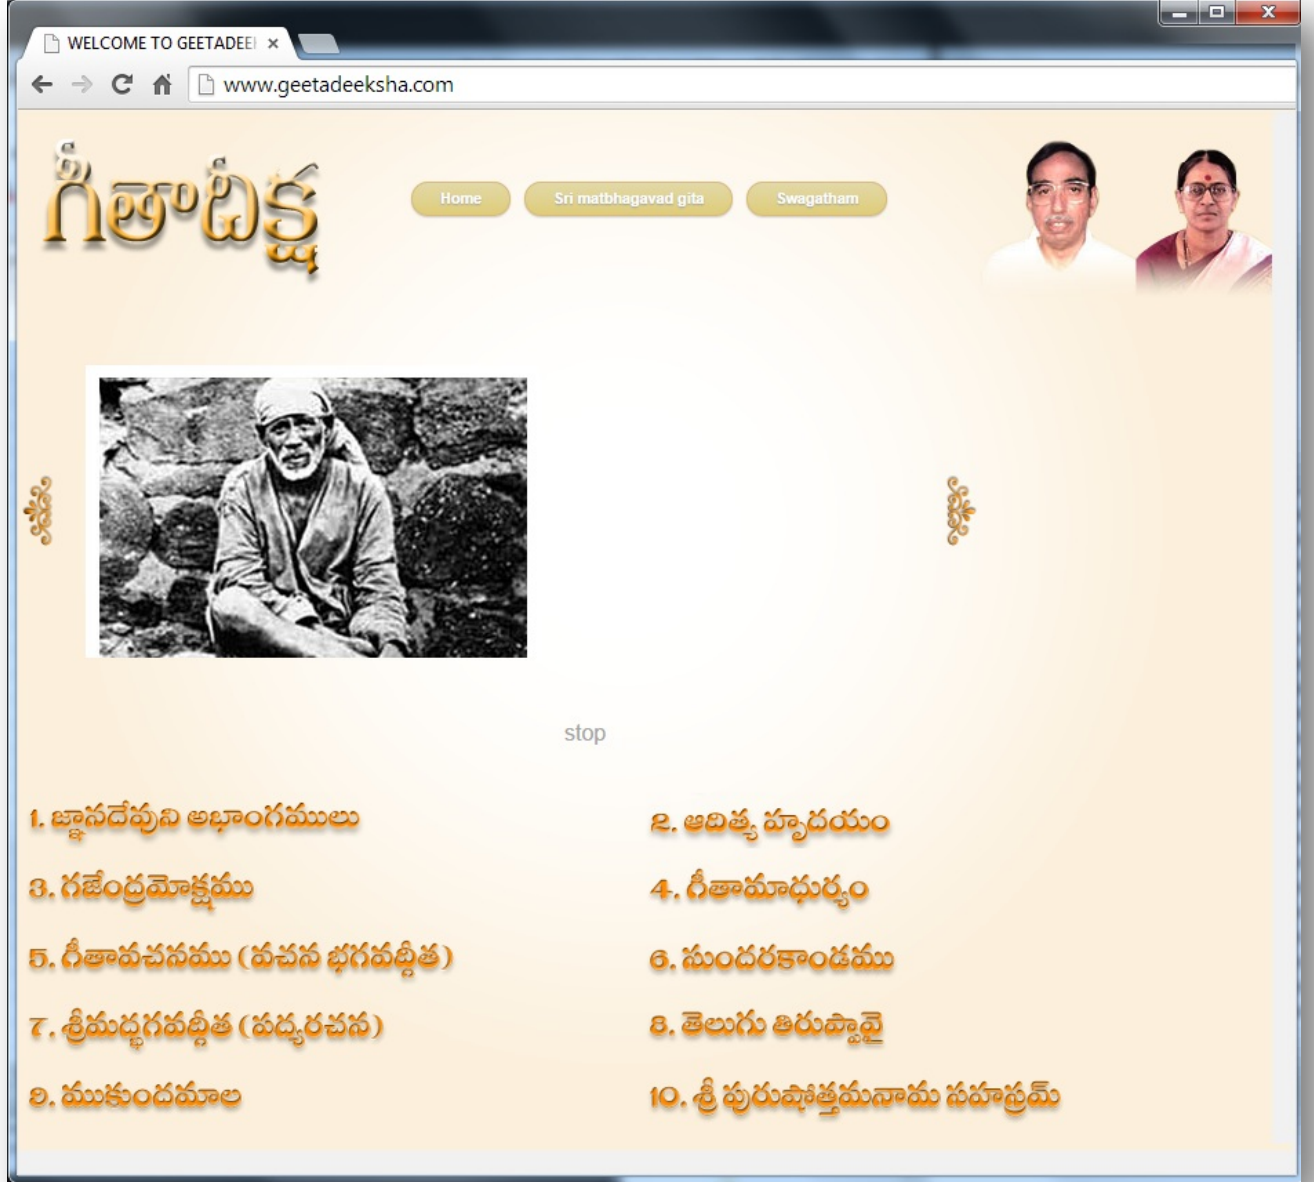 WELCOME TO GEETADEE
www.geetadeeksha.com
గీతాదీక్ష
Home Sri matbhagavad gita Swagatham
stop
1. జ్ఞానదేవుని అభాంగములు
2. ఆదిత్య హృదయం
3. గజేంద్రమోక్షము
4. గీతామాధుర్యం
5. గీతావచనము (వచన భగవద్గీత)
6. సుందరకాండము
7. శ్రీమద్భగవద్గీత (పద్యరచన)
8. తెలుగు తిరుప్పావై
9. ముకుందమాల
10. శ్రీ పురుషోత్తమనామ సహస్రమ్